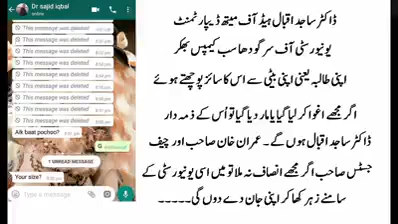 Dr sajid iqbal
This message was deleted
This message was deleted
This message was deleted
This message was deleted
This message was deleted
This message was deleted
This message was deleted
This message was deleted
Aik baat pochoo?
1 UNREAD MESSAGE
Your size?
Type a message
ڈاکٹر ساجد اقبال ہیڈ آف میتھ ڈیپارٹمنٹ
یونیورسٹی آف سرگودھا سب کیمپس بھکر
اپنی طالبہ یعنی اپنی بیٹی سے اس کا سائز پوچھتے ہوئے
اگر مجھے اغوا کر لیا گیا یا مار دیا گیا تو اُس کے ذمہ دار
ڈاکٹر ساجد اقبال ہوں گے۔ عمران خان صاحب اور چیف
جسٹس صاحب اگر مجھے انصاف نہ ملا تو میں اسی یونیورسٹی کے
سامنے زہر کھا کر اپنی جان دے دوں گی۔۔۔۔۔